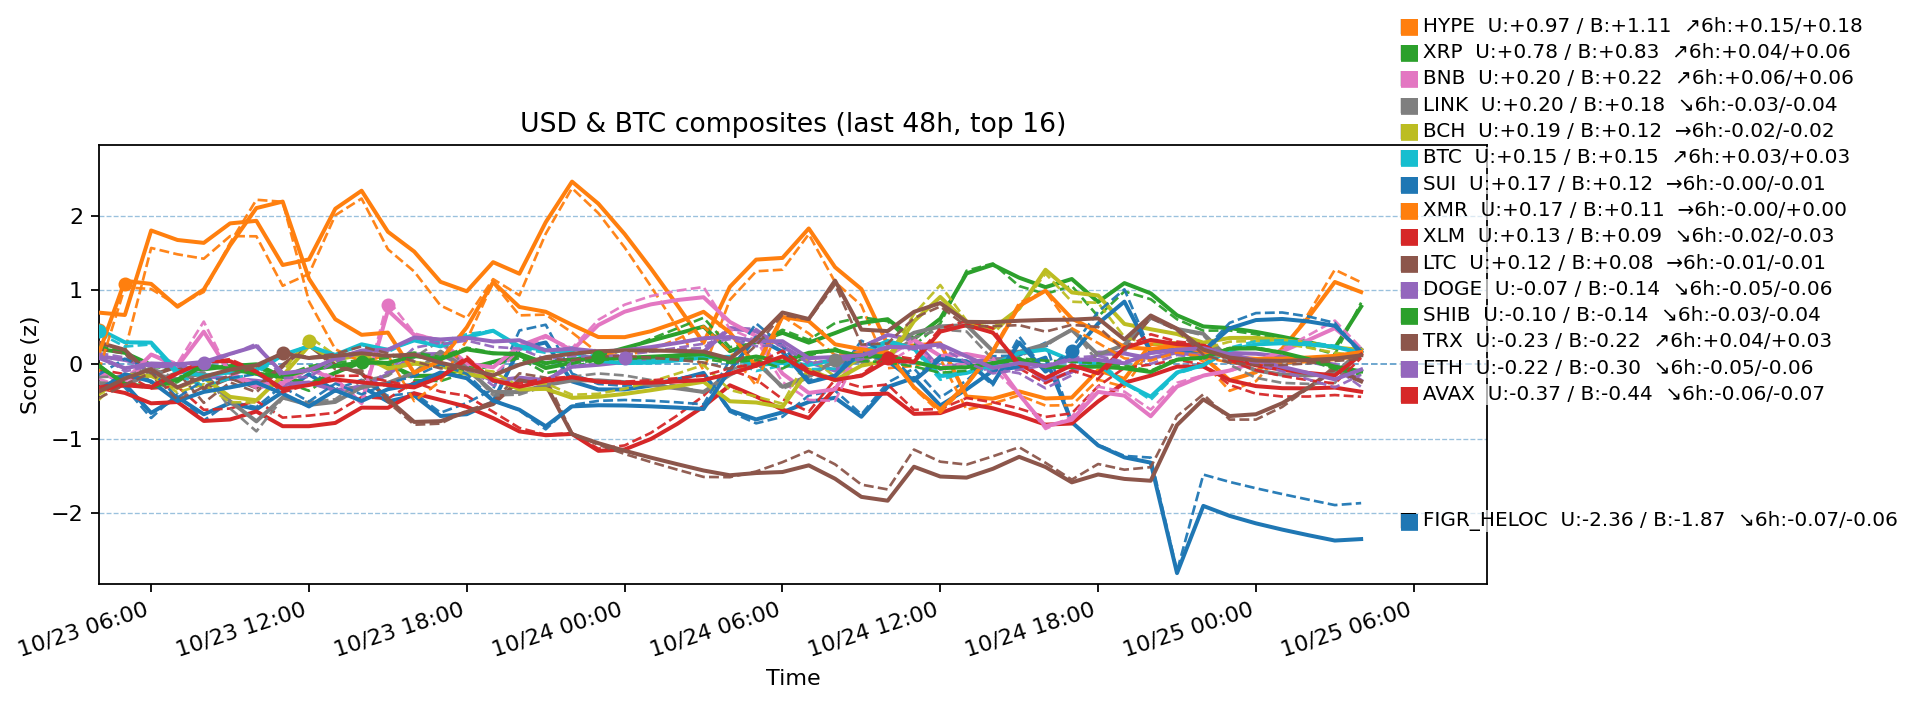 HYPE U:+0.97 / B:+1.11 ↗6h:+0.15/+0.18
XRP U:+0.78 / B:+0.83 ↗6h:+0.04/+0.06
BNB U:+0.20 / B:+0.22 ↗6h:+0.06/+0.06
LINK U:+0.20 / B:+0.18 ↘6h:-0.03/-0.04
BCH U:+0.19 / B:+0.12 →6h:-0.02/-0.02
BTC U:+0.15 / B:+0.15 ↗6h:+0.03/+0.03
SUI U:+0.17 / B:+0.12 →6h:-0.00/-0.01
XMR U:+0.17 / B:+0.11 →6h:-0.00/+0.00
XLM U:+0.13 / B:+0.09 ↘6h:-0.02/-0.03
LTC U:+0.12 / B:+0.08 →6h:-0.01/-0.01
DOGE U:-0.07 / B:-0.14 ↘6h:-0.05/-0.06
SHIB U:-0.10 / B:-0.14 ↘6h:-0.03/-0.04
TRX U:-0.23 / B:-0.22 ↗6h:+0.04/+0.03
ETH U:-0.22 / B:-0.30 ↘6h:-0.05/-0.06
AVAX U:-0.37 / B:-0.44 ↘6h:-0.06/-0.07
FIGR_HELOC U:-2.36 / B:-1.87 ↘6h:-0.07/-0.06
USD & BTC composites (last 48h, top 16)
Score (z)
2
1
0
−1
−2
10/23 06:00
10/23 12:00
10/23 18:00
10/24 00:00
10/24 06:00
10/24 12:00
10/24 18:00
10/25 00:00
10/25 06:00
Time